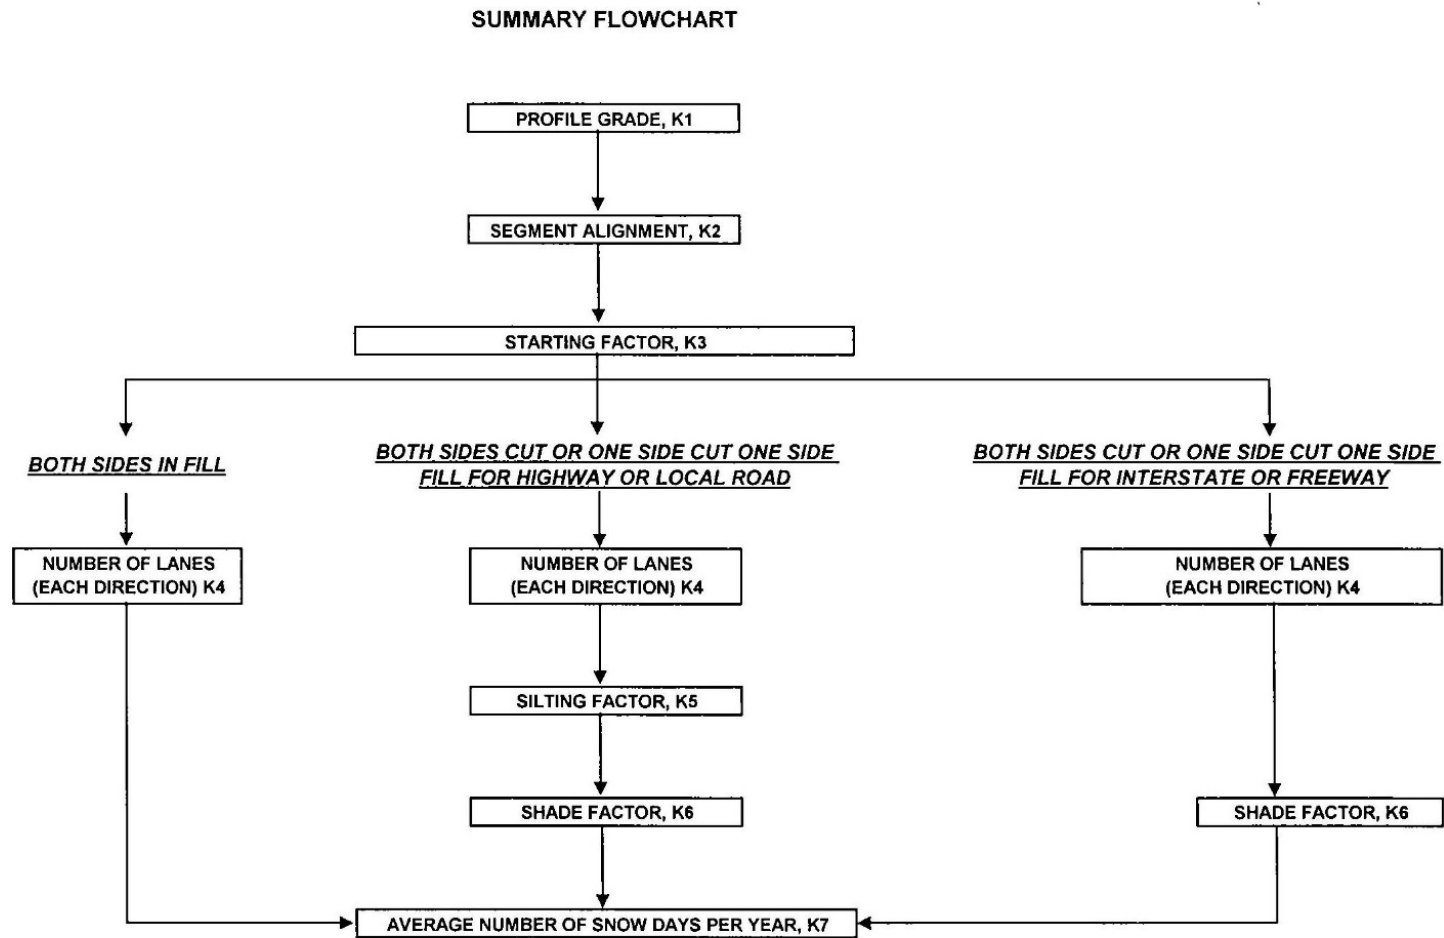 SUMMARY FLOWCHART
PROFILE GRADE, K1
SEGMENT ALIGNMENT, K2
STARTING FACTOR, K3
BOTH SIDES IN FILL
BOTH SIDES CUT OR ONE SIDE CUT ONE SIDE
FILL FOR HIGHWAY OR LOCAL ROAD
BOTH SIDES CUT OR ONE SIDE CUT ONE SIDE
FILL FOR INTERSTATE OR FREEWAY
NUMBER OF LANES
(EACH DIRECTION) K4
NUMBER OF LANES
(EACH DIRECTION) K4
NUMBER OF LANES
(EACH DIRECTION) K4
SILTING FACTOR, K5
SHADE FACTOR, K6
SHADE FACTOR, K6
AVERAGE NUMBER OF SNOW DAYS PER YEAR, K7